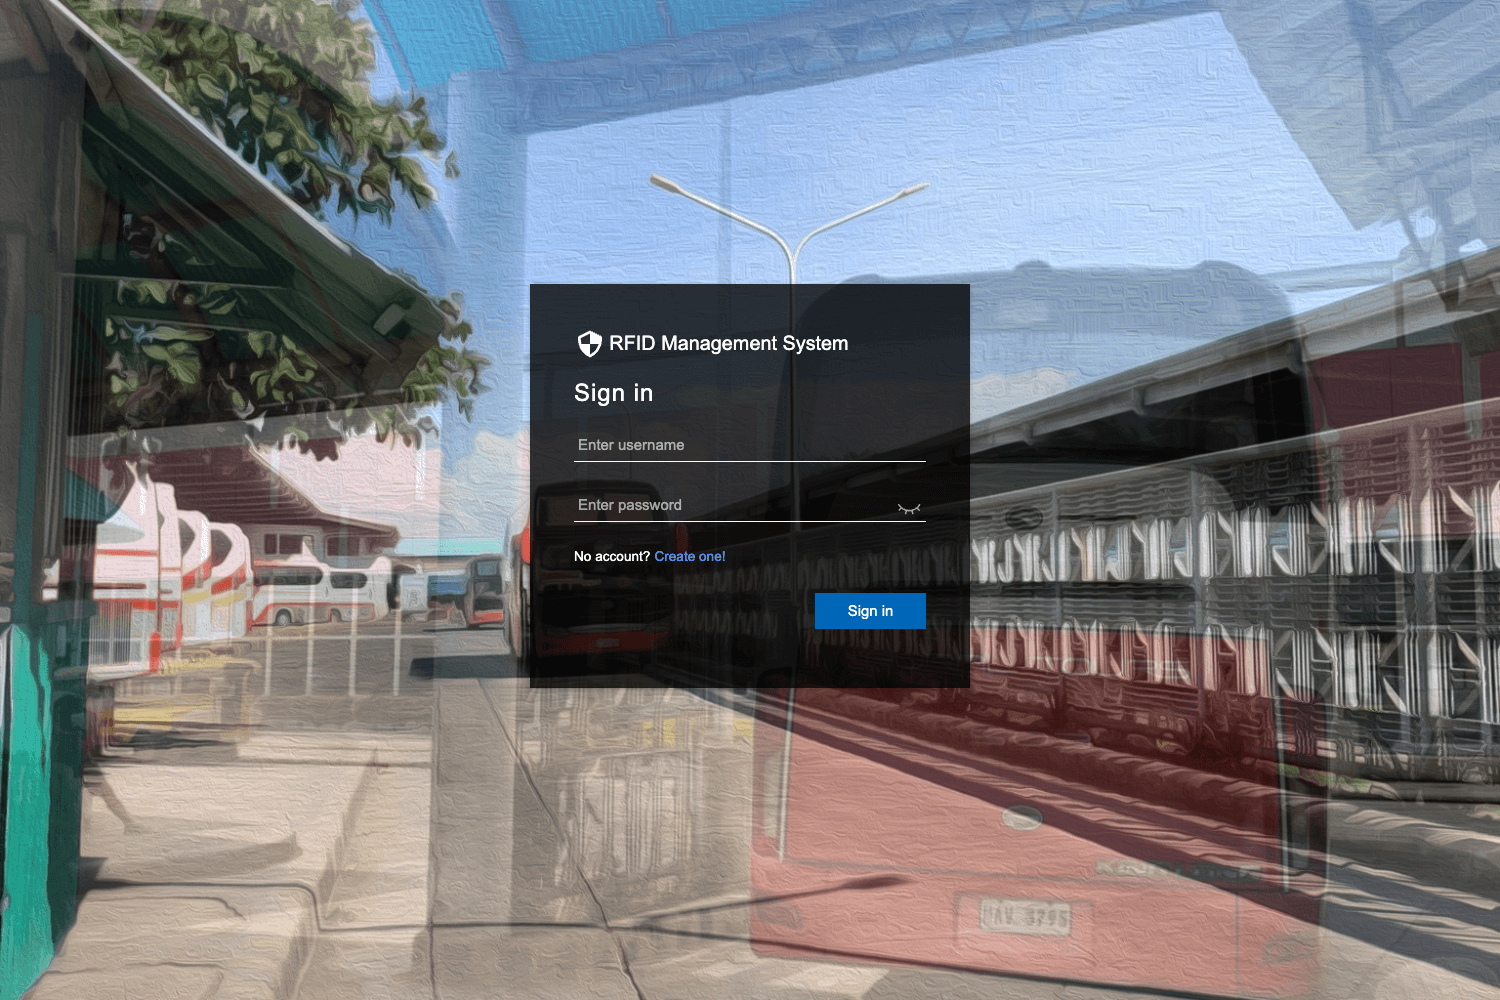 RFID Management System
Sign in
Enter username
Enter password
No account? Create one!
Sign in